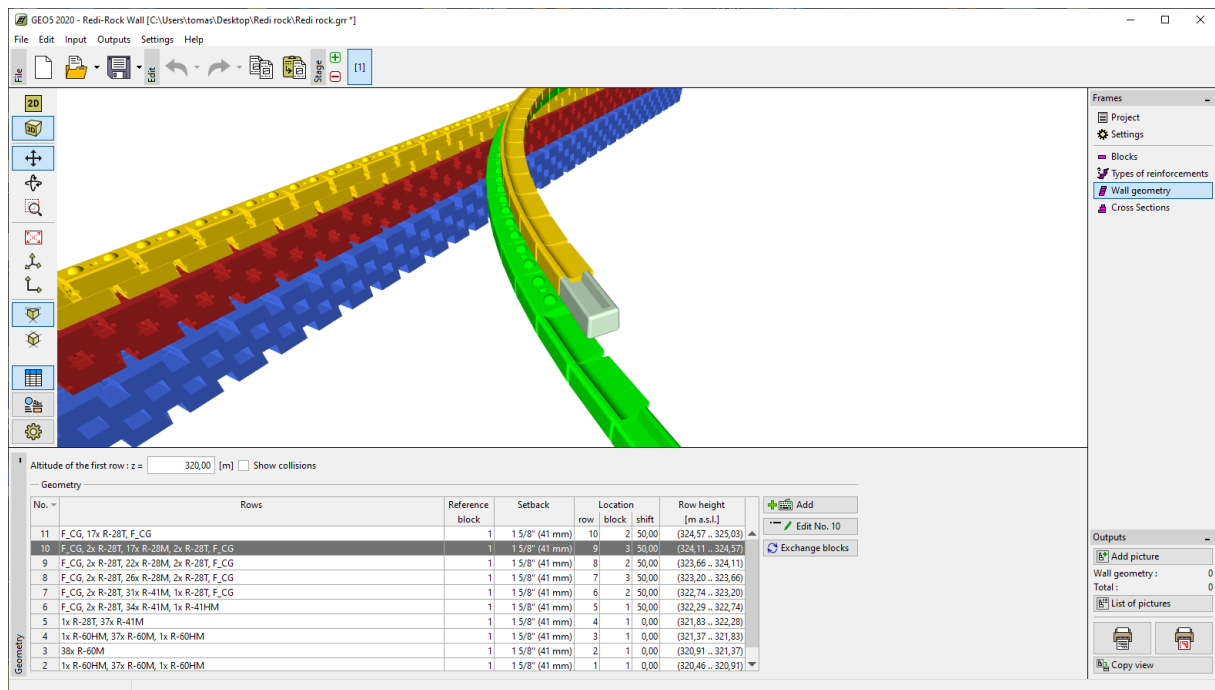 GEO5 2020 - Redi-Rock Wall [C:\Users\tomas\Desktop\Redi rock\Redi rock.grr *]
File Edit Input Outputs Settings Help
File
Edit
Stage
[1]
2D
3D
Frames
Project
Settings
Blocks
Types of reinforcements
Wall geometry
Cross Sections
Altitude of the first row : z = 320,00 [m] Show collisions
Geometry
No. Rows Reference block Setback Location row block shift Row height [m a.s.l.]
11 F_CG, 17x R-28T, F_CG 1 1 5/8" (41 mm) 10 2 50,00 (324,57 .. 325,03)
10 F_CG, 2x R-28T, 17x R-28M, 2x R-28T, F_CG 1 1 5/8" (41 mm) 9 3 50,00 (324,11 .. 324,57)
9 F_CG, 2x R-28T, 22x R-28M, 2x R-28T, F_CG 1 1 5/8" (41 mm) 8 2 50,00 (323,66 .. 324,11)
8 F_CG, 2x R-28T, 26x R-28M, 2x R-28T, F_CG 1 1 5/8" (41 mm) 7 3 50,00 (323,20 .. 323,66)
7 F_CG, 2x R-28T, 31x R-41M, 1x R-28T, F_CG 1 1 5/8" (41 mm) 6 2 50,00 (322,74 .. 323,20)
6 F_CG, 2x R-28T, 34x R-41M, 1x R-41HM 1 1 5/8" (41 mm) 5 1 50,00 (322,29 .. 322,74)
5 1x R-28T, 37x R-41M 1 1 5/8" (41 mm) 4 1 0,00 (321,83 .. 322,28)
4 1x R-60HM, 37x R-60M, 1x R-60HM 1 1 5/8" (41 mm) 3 1 0,00 (321,37 .. 321,83)
3 38x R-60M 1 1 5/8" (41 mm) 2 1 0,00 (320,91 .. 321,37)
2 1x R-60HM, 37x R-60M, 1x R-60HM 1 1 5/8" (41 mm) 1 1 0,00 (320,46 .. 320,91)
Add
Edit No. 10
Exchange blocks
Geometry
Outputs
Add picture
Wall geometry : 0
Total : 0
List of pictures
Copy view